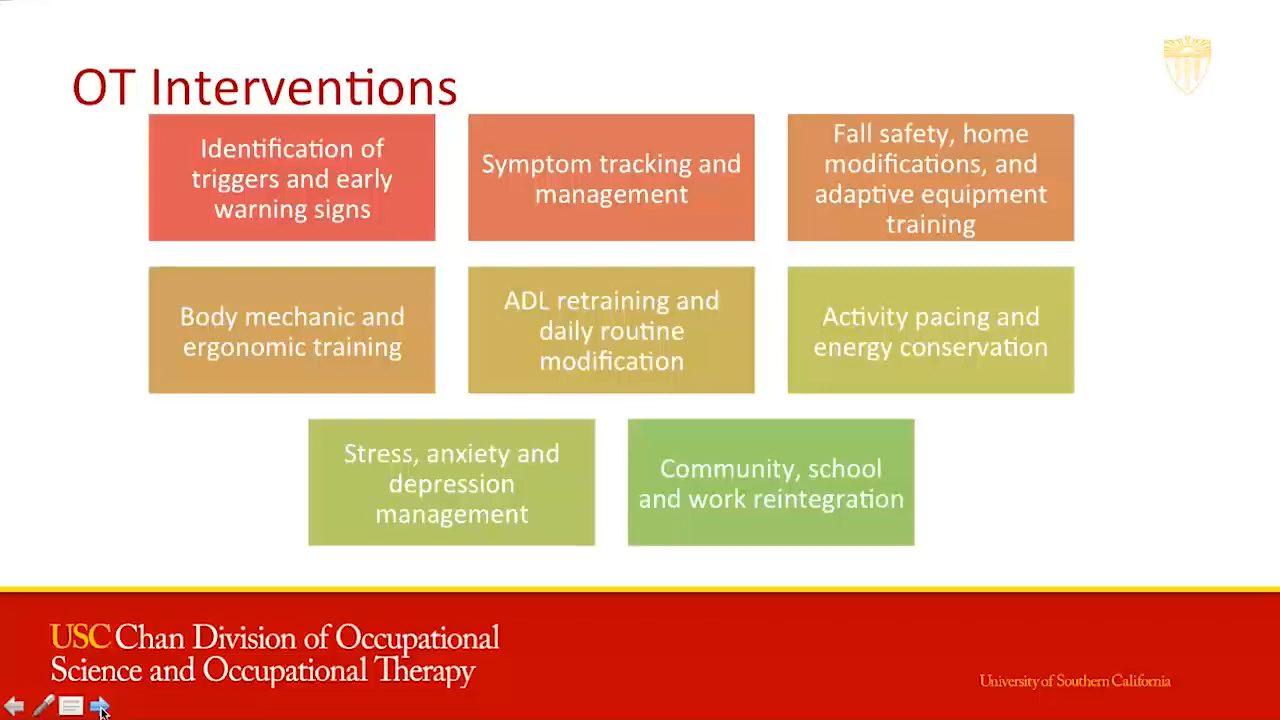 OT Interventions
Identification of
triggers and early
warning signs
Symptom tracking and
management
Fall safety, home
modifications, and
adaptive equipment
training
Body mechanic and
ergonomic training
ADL retraining and
daily routine
modification
Activity pacing and
energy conservation
Stress, anxiety and
depression
management
Community, school
and work reintegration
USC Chan Division of Occupational
Science and Occupational Therapy
University of Southern California